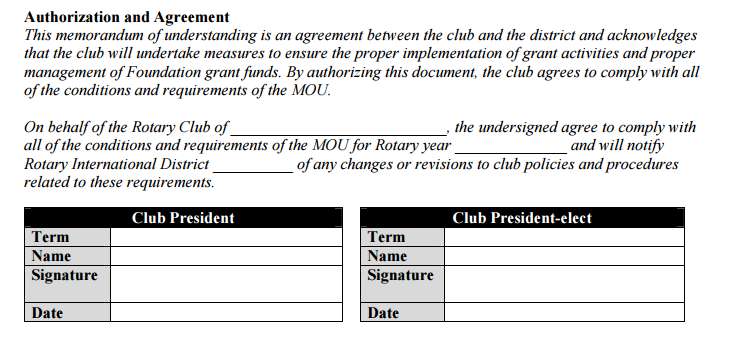 Authorization and Agreement
This memorandum of understanding is an agreement between the club and the district and acknowledges
that the club will undertake measures to ensure the proper implementation of grant activities and proper
management of Foundation grant funds. By authorizing this document, the club agrees to comply with all
of the conditions and requirements of the MOU.
On behalf of the Rotary Club of ____________________________, the undersigned agree to comply with
all of the conditions and requirements of the MOU for Rotary year ______________ and will notify
Rotary International District __________ of any changes or revisions to club policies and procedures
related to these requirements.
Club President
Term
Name
Signature
Date
Club President-elect
Term
Name
Signature
Date